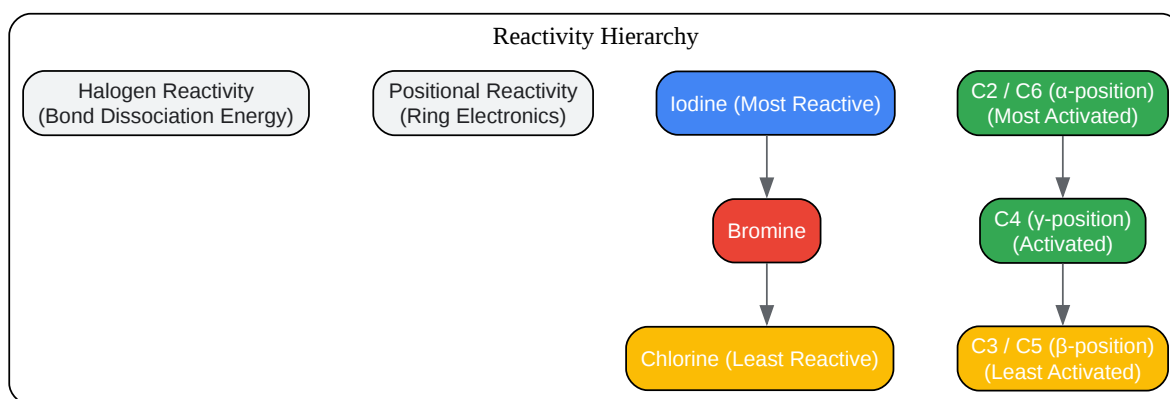 Reactivity Hierarchy
Halogen Reactivity
(Bond Dissociation Energy)
Positional Reactivity
(Ring Electronics)
Iodine (Most Reactive)
C2 / C6 (α-position)
(Most Activated)
Bromine
C4 (γ-position)
(Activated)
Chlorine (Least Reactive)
C3 / C5 (β-position)
(Least Activated)